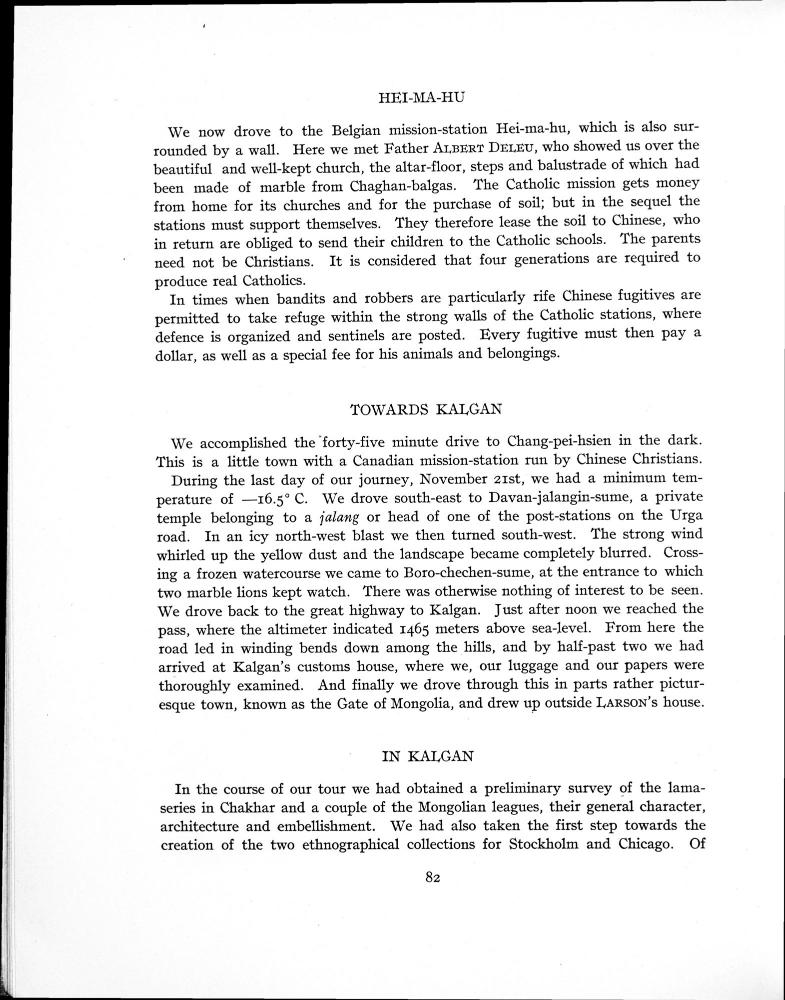 HEI-MA-HU
We now drove to the Belgian mission-station Hei-ma-hu, which is also sur-
rounded by a wall. Here we met Father ALBERT DELEU, who showed us over the
beautiful and well-kept church, the altar-floor, steps and balustrade of which had
been made of marble from Chaghan-balgas. The Catholic mission gets money
from home for its churches and for the purchase of soil; but in the sequel the
stations must support themselves. They therefore lease the soil to Chinese, who
in return are obliged to send their children to the Catholic schools. The parents
need not be Christians. It is considered that four generations are required to
produce real Catholics.
In times when bandits and robbers are particularly rife Chinese fugitives are
permitted to take refuge within the strong walls of the Catholic stations, where
defence is organized and sentinels are posted. Every fugitive must then pay a
dollar, as well as a special fee for his animals and belongings.
TOWARDS KALGAN
We accomplished the forty-five minute drive to Chang-pei-hsien in the dark.
This is a little town with a Canadian mission-station run by Chinese Christians.
During the last day of our journey, November 21st, we had a minimum tem-
perature of —16.5° C. We drove south-east to Davan-jalangin-sume, a private
temple belonging to a jalang or head of one of the post-stations on the Urga
road. In an icy north-west blast we then turned south-west. The strong wind
whirled up the yellow dust and the landscape became completely blurred. Cross-
ing a frozen watercourse we came to Boro-chechen-sume, at the entrance to which
two marble lions kept watch. There was otherwise nothing of interest to be seen.
We drove back to the great highway to Kalgan. Just after noon we reached the
pass, where the altimeter indicated 1465 meters above sea-level. From here the
road led in winding bends down among the hills, and by half-past two we had
arrived at Kalgan's customs house, where we, our luggage and our papers were
thoroughly examined. And finally we drove through this in parts rather pictur-
esque town, known as the Gate of Mongolia, and drew up outside LARSON's house.
IN KALGAN
In the course of our tour we had obtained a preliminary survey of the lama-
series in Chakhar and a couple of the Mongolian leagues, their general character,
architecture and embellishment. We had also taken the first step towards the
creation of the two ethnographical collections for Stockholm and Chicago. Of
82